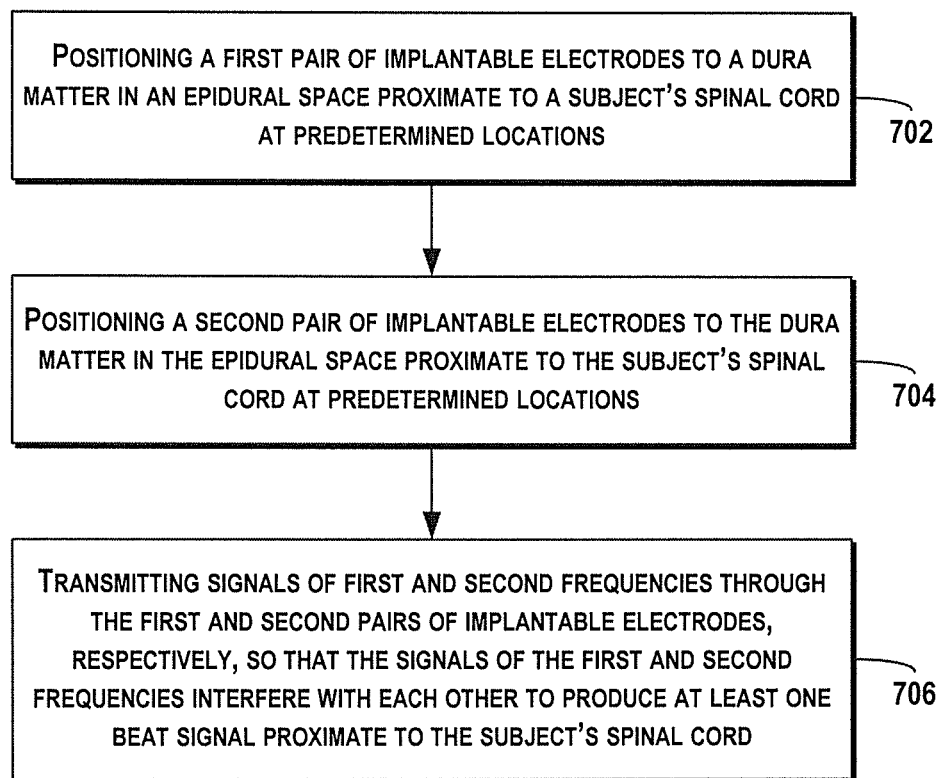 POSITIONING A FIRST PAIR OF IMPLANTABLE ELECTRODES TO A DURA
MATTER IN AN EPIDURAL SPACE PROXIMATE TO A SUBJECT'S SPINAL CORD
AT PREDETERMINED LOCATIONS
702
POSITIONING A SECOND PAIR OF IMPLANTABLE ELECTRODES TO THE DURA
MATTER IN THE EPIDURAL SPACE PROXIMATE TO THE SUBJECT'S SPINAL
CORD AT PREDETERMINED LOCATIONS
704
TRANSMITTING SIGNALS OF FIRST AND SECOND FREQUENCIES THROUGH
THE FIRST AND SECOND PAIRS OF IMPLANTABLE ELECTRODES,
RESPECTIVELY, SO THAT THE SIGNALS OF THE FIRST AND SECOND
FREQUENCIES INTERFERE WITH EACH OTHER TO PRODUCE AT LEAST ONE
BEAT SIGNAL PROXIMATE TO THE SUBJECT'S SPINAL CORD
706